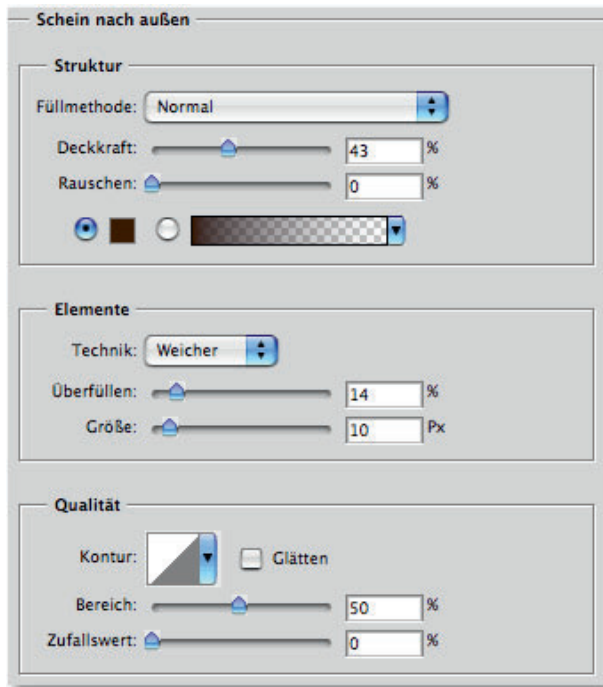 Schein nach außen
Struktur
Füllmethode: Normal
Deckkraft: 43 %
Rauschen: 0 %
Elemente
Technik: Weicher
Überfüllen: 14 %
Größe: 10 Px
Qualität
Kontur: Glätten
Bereich: 50 %
Zufallswert: 0 %